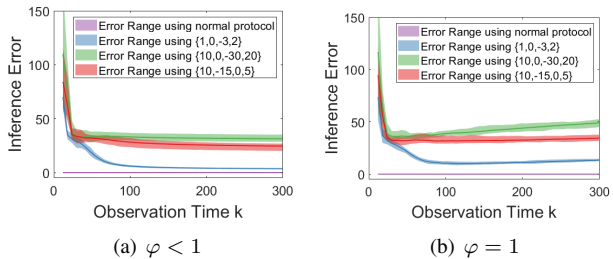 150
100
50
0
Inference Error
Error Range using normal protocol
Error Range using {1,0,-3,2}
Error Range using {10,0,-30,20}
Error Range using {10,-15,0,5}
0 100 200 300
Observation Time k
(a) φ < 1
150
100
50
0
Inference Error
Error Range using normal protocol
Error Range using {1,0,-3,2}
Error Range using {10,0,-30,20}
Error Range using {10,-15,0,5}
0 100 200 300
Observation Time k
(b) φ = 1